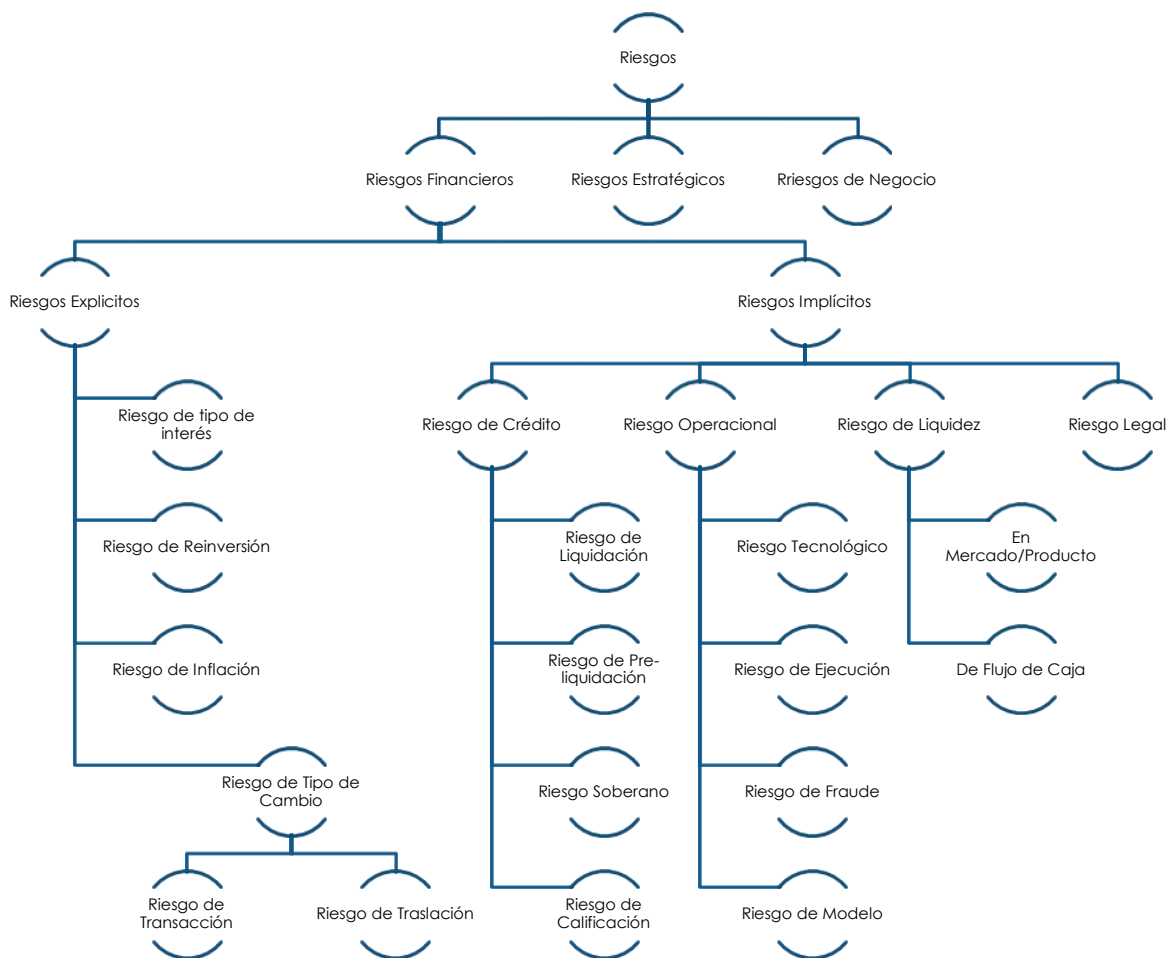 Riesgos
Riesgos Financieros
Riesgos Estratégicos
Rriesgos de Negocio
Riesgos Explicitos
Riesgos Implícitos
Riesgo de tipo de
interés
Riesgo de Crédito
Riesgo Operacional
Riesgo de Liquidez
Riesgo Legal
Riesgo de Reinversión
Riesgo de
Liquidación
Riesgo Tecnológico
En
Mercado/Producto
Riesgo de Inflación
Riesgo de Pre-
liquidación
Riesgo de Ejecución
De Flujo de Caja
Riesgo de Tipo de
Cambio
Riesgo Soberano
Riesgo de Fraude
Riesgo de
Transacción
Riesgo de Traslación
Riesgo de
Calificación
Riesgo de Modelo